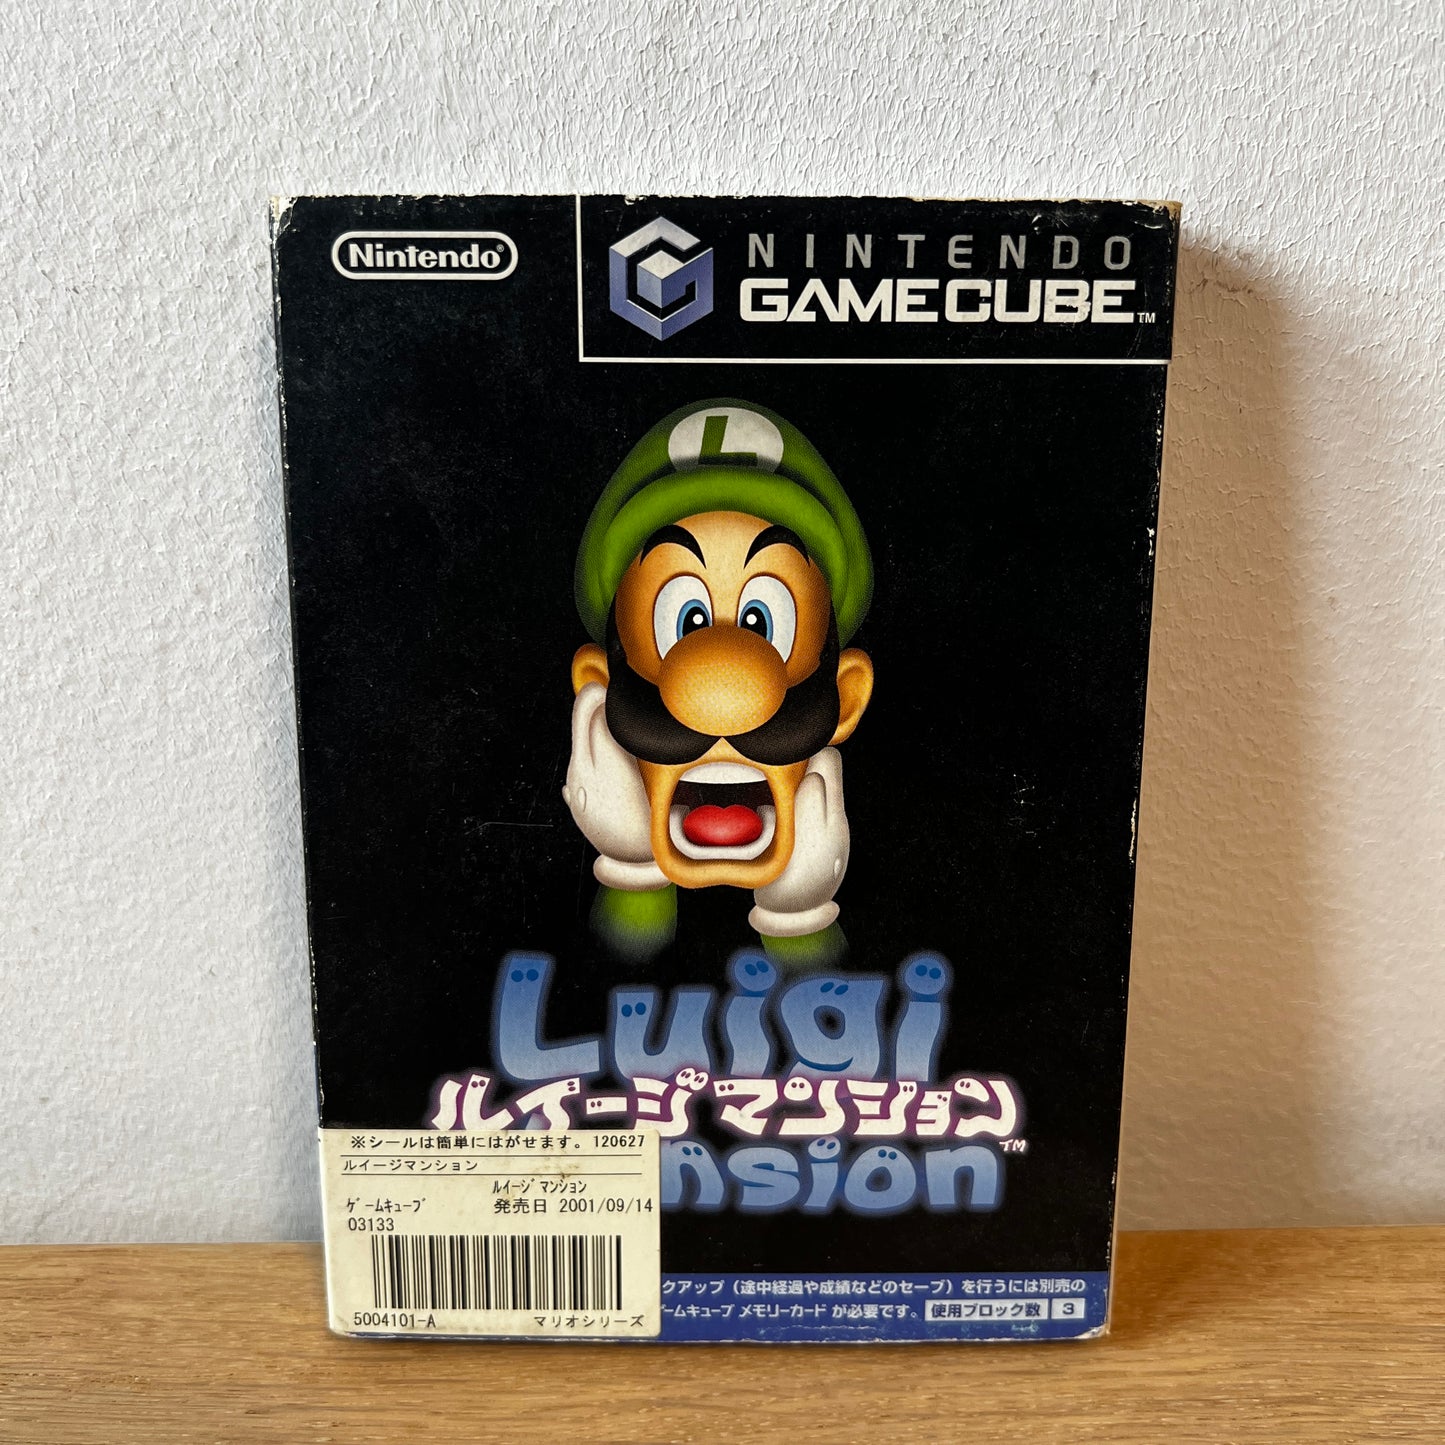 Nintendo®
NINTENDO
GAMECUBE™
L
Luigi
ルイージマンション™
nsion
※シールは簡単にはがせます。120627
ルイージマンション
ﾙｲｰｼﾞﾏﾝｼｮﾝ
ｹﾞｰﾑｷｭｰﾌﾞ 発売日 2001/09/14
03133
5004101-A マリオシリーズ
クアップ（途中経過や成績などのセーブ）を行うには別売の
ゲームキューブ メモリーカード が必要です。 使用ブロック数 3